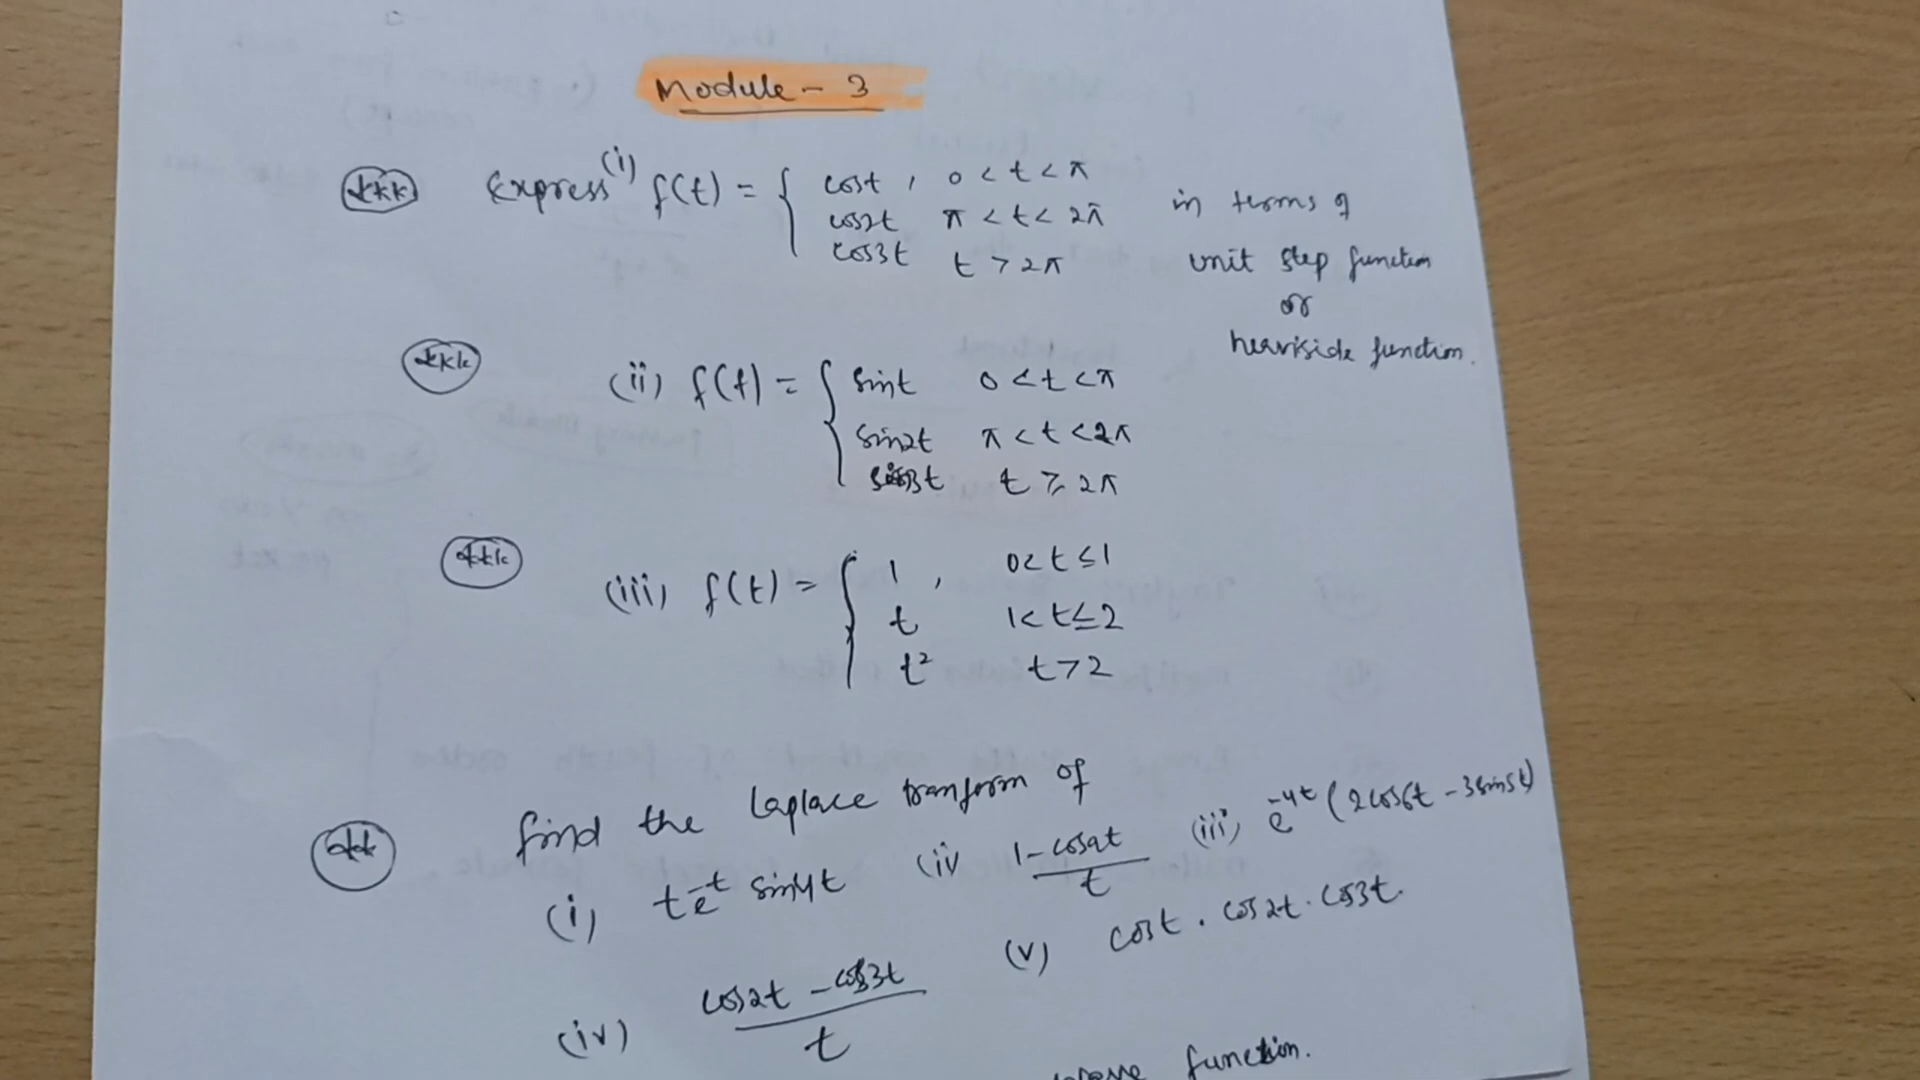 Module - 3
Express (i) f(t) = { cost, 0 < t < π
cos2t π < t < 2π
cos3t t > 2π
in terms of
unit step function
or
heaviside function.
(ii) f(t) = { sint 0 < t < π
sin2t π < t < 2π
sin3t t ≥ 2π
(iii) f(t) = { 1, 0 < t ≤ 1
t 1 < t ≤ 2
t² t > 2
find the Laplace transform of
(i) te^-t sin4t (ii) 1 - cosat / t (iii) e^-4t (2cos6t - 3sin5t)
(iv) cos2t - cos3t / t (v) cost . cos2t . cos3t.
function.